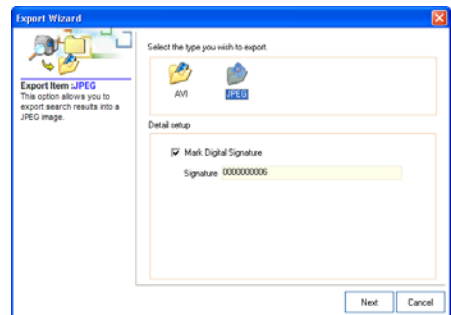 Export Wizard
Select the type you wish to export.
AVI
JPEG
Export Item :JPEG
This option allows you to
export search results into a
JPEG image.
Detail setup
Mark Digital Signature
Signature 0000000006
Next
Cancel